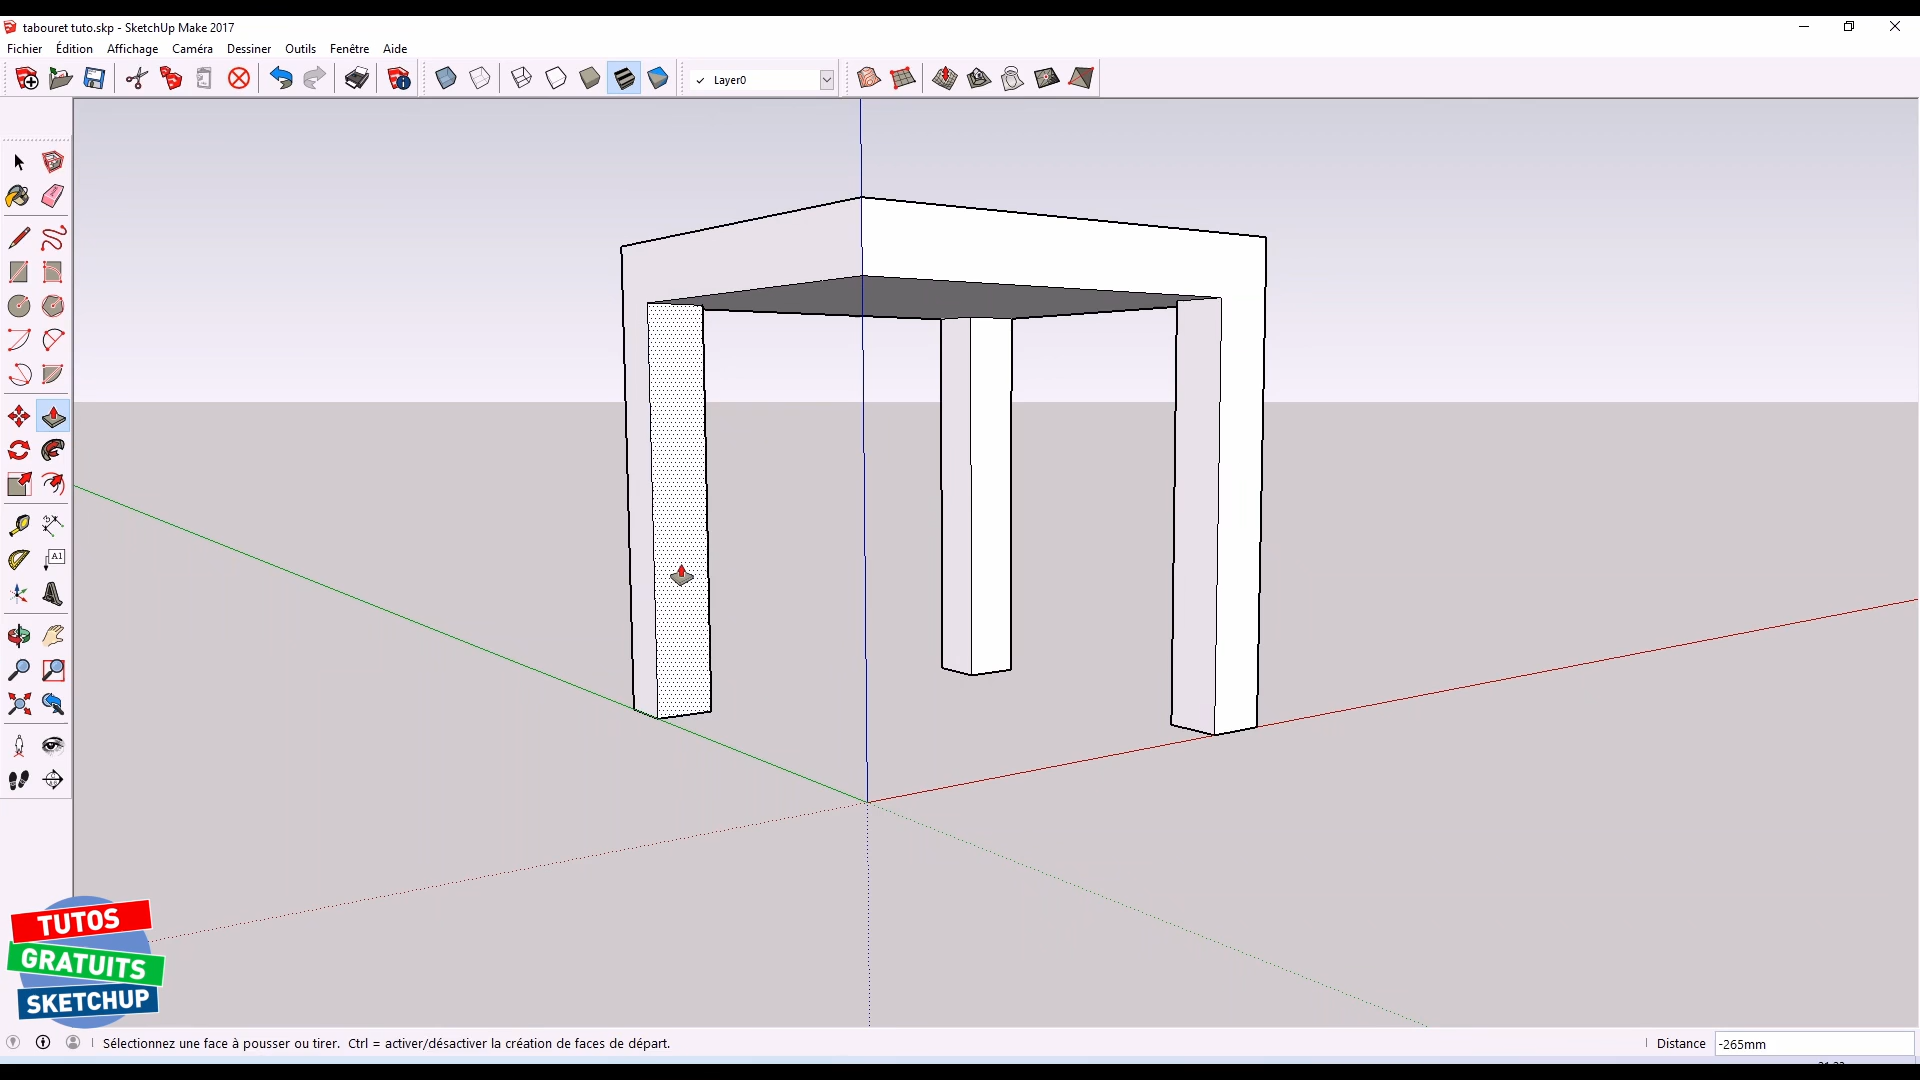 tabouret tuto.skp - SketchUp Make 2017
Fichier Édition Affichage Caméra Dessiner Outils Fenêtre Aide
Layer0
A1
TUTOS
GRATUITS
SKETCHUP
Sélectionnez une face à pousser ou tirer. Ctrl = activer/désactiver la création de faces de départ.
Distance -265mm